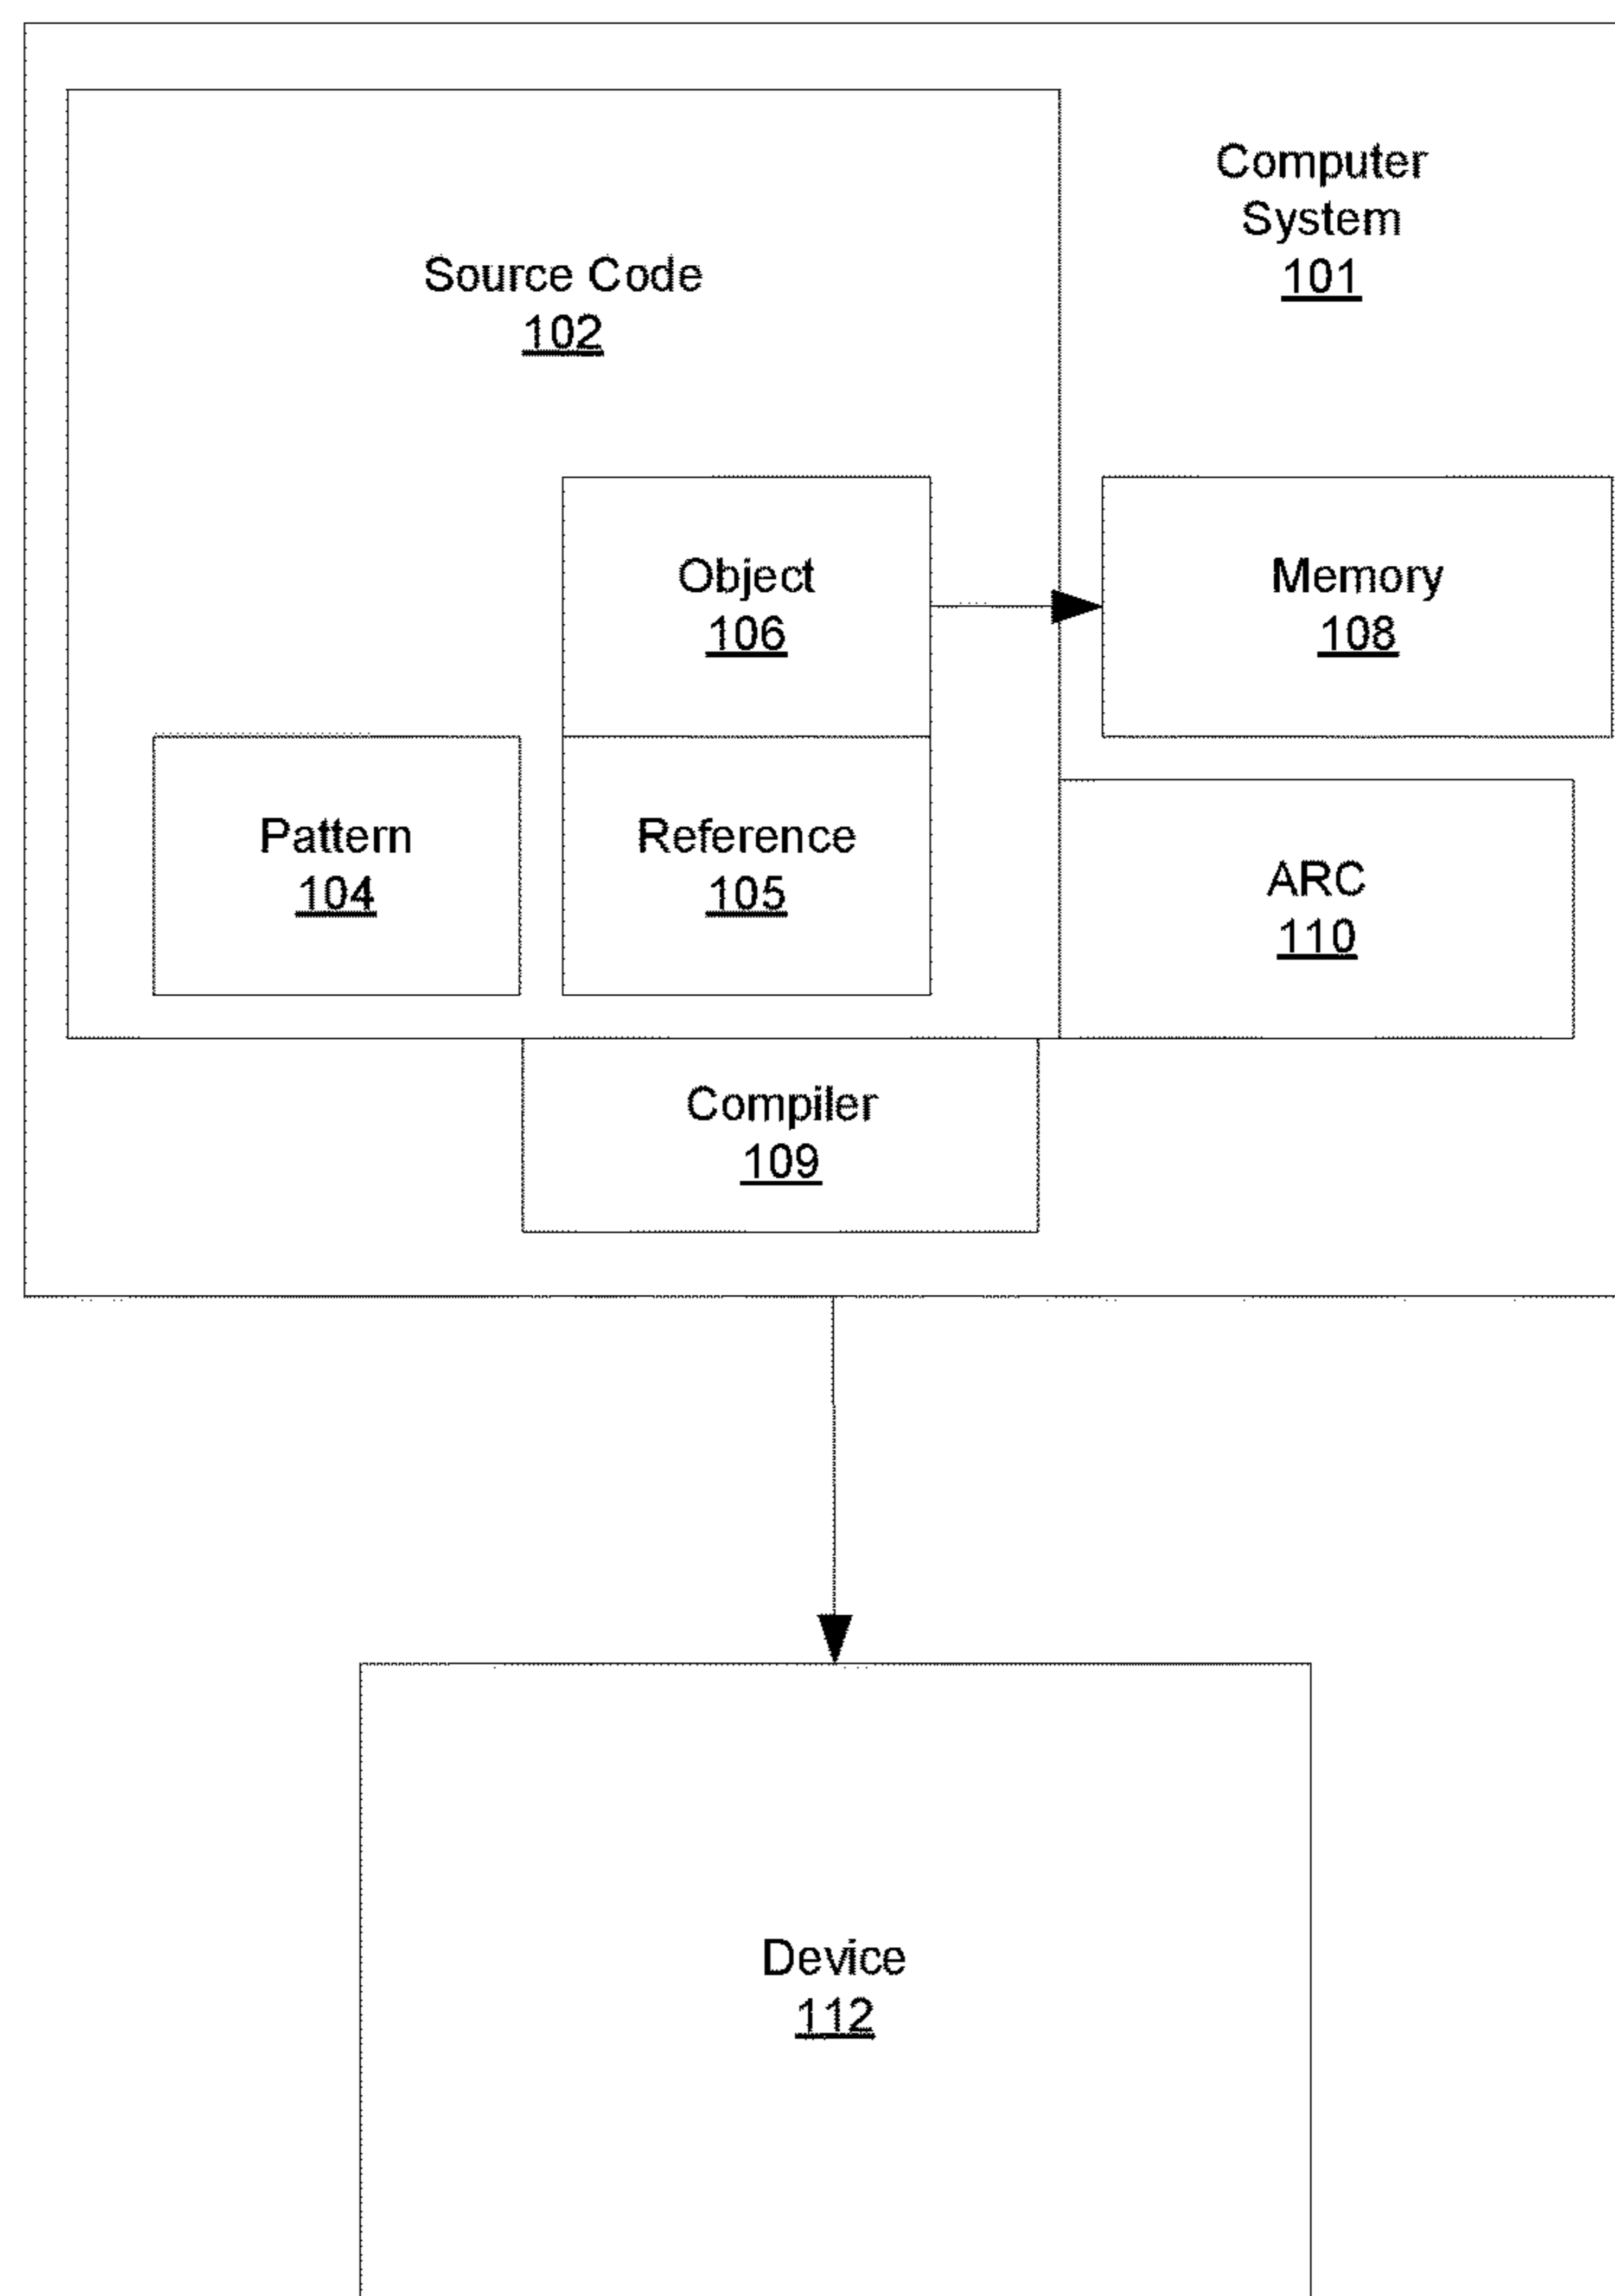 Computer
System
101
Source Code
102
Object
106
Memory
108
Pattern
104
Reference
105
ARC
110
Compiler
109
Device
112